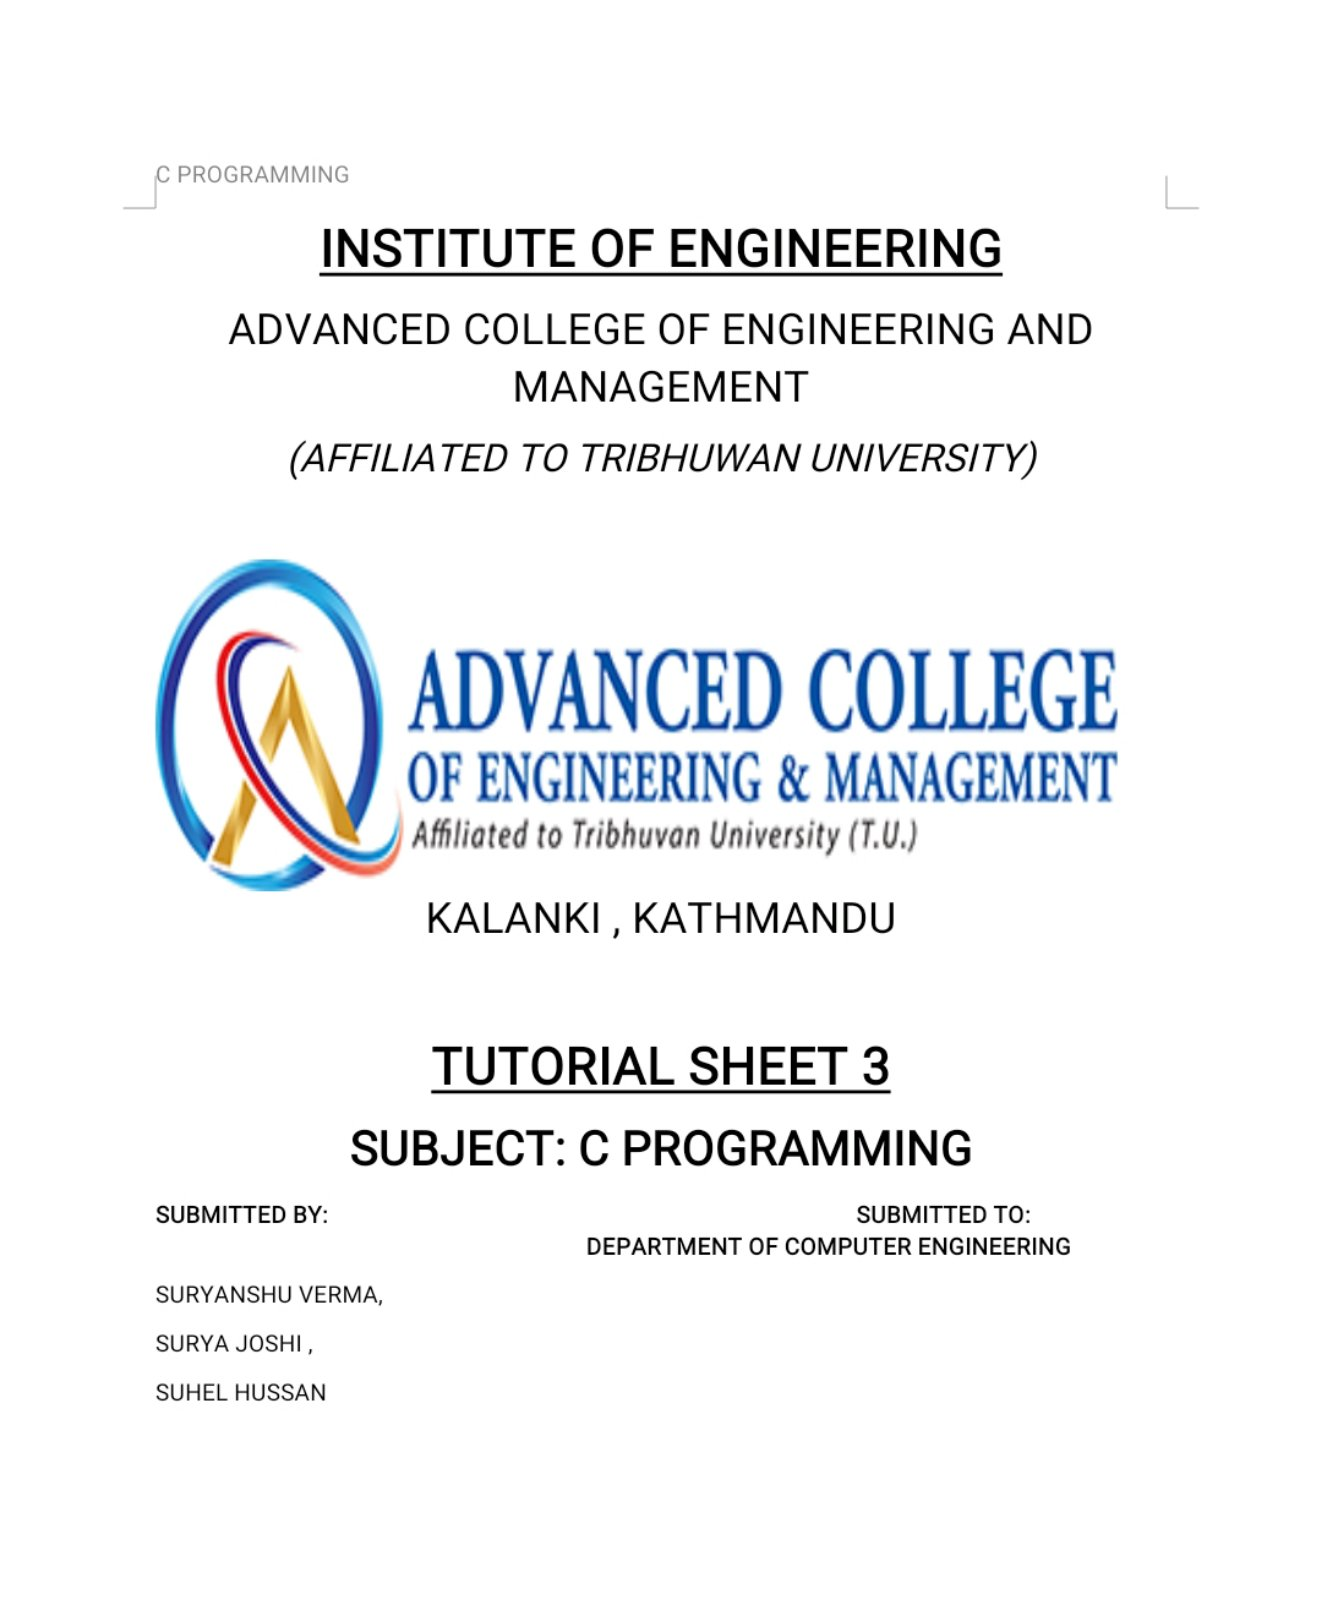 C PROGRAMMING
INSTITUTE OF ENGINEERING
ADVANCED COLLEGE OF ENGINEERING AND
MANAGEMENT
(AFFILIATED TO TRIBHUWAN UNIVERSITY)
ADVANCED COLLEGE
OF ENGINEERING & MANAGEMENT
Affiliated to Tribhuvan University (T.U.)
KALANKI , KATHMANDU
TUTORIAL SHEET 3
SUBJECT: C PROGRAMMING
SUBMITTED BY: SUBMITTED TO:
DEPARTMENT OF COMPUTER ENGINEERING
SURYANSHU VERMA,
SURYA JOSHI ,
SUHEL HUSSAN